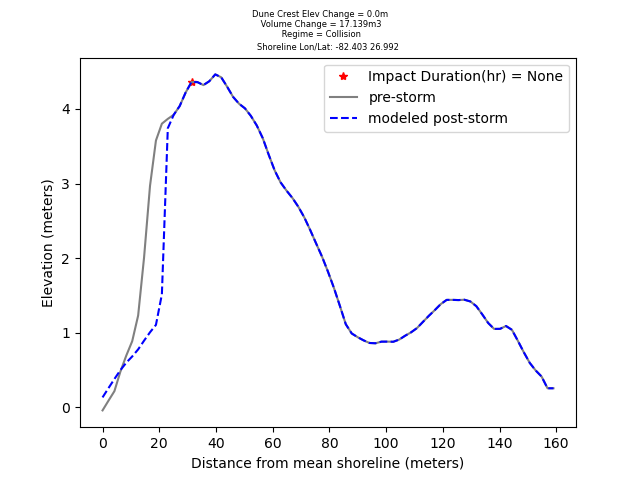 Dune Crest Elev Change = 0.0m
Volume Change = 17.139m3
Regime = Collision
Shoreline Lon/Lat: -82.403 26.992
Impact Duration(hr) = None
pre-storm
modeled post-storm
Elevation (meters)
4
3
2
1
0
0 20 40 60 80 100 120 140 160
Distance from mean shoreline (meters)